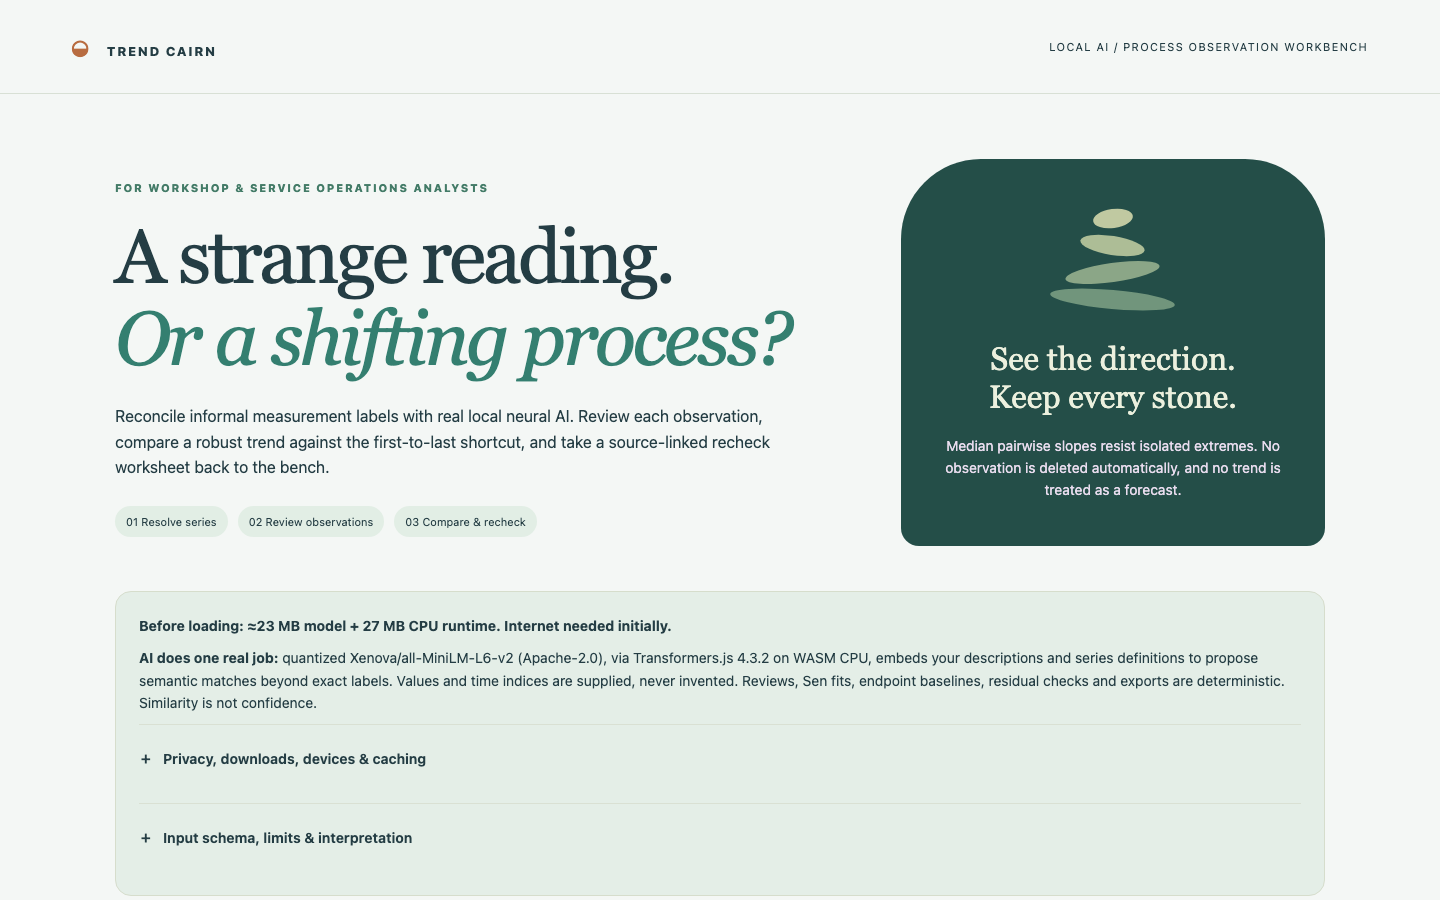 TREND CAIRN
LOCAL AI / PROCESS OBSERVATION WORKBENCH
FOR WORKSHOP & SERVICE OPERATIONS ANALYSTS
A strange reading.
Or a shifting process?
Reconcile informal measurement labels with real local neural AI. Review each observation,
compare a robust trend against the first-to-last shortcut, and take a source-linked recheck
worksheet back to the bench.
01 Resolve series
02 Review observations
03 Compare & recheck
See the direction.
Keep every stone.
Median pairwise slopes resist isolated extremes. No
observation is deleted automatically, and no trend is
treated as a forecast.
Before loading: ≈23 MB model + 27 MB CPU runtime. Internet needed initially.
AI does one real job: quantized Xenova/all-MiniLM-L6-v2 (Apache-2.0), via Transformers.js 4.3.2 on WASM CPU, embeds your descriptions and series definitions to propose
semantic matches beyond exact labels. Values and time indices are supplied, never invented. Reviews, Sen fits, endpoint baselines, residual checks and exports are deterministic.
Similarity is not confidence.
+ Privacy, downloads, devices & caching
+ Input schema, limits & interpretation